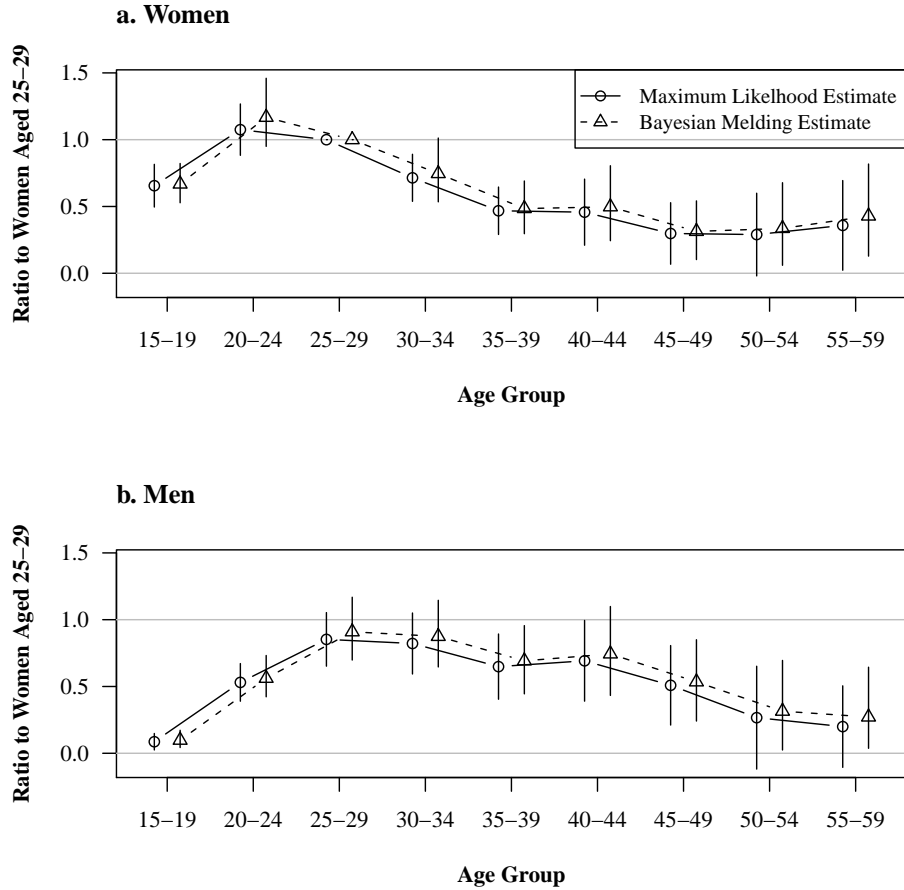 a. Women
Ratio to Women Aged 25–29
1.5
1.0
0.5
0.0
Maximum Likelhood Estimate
Bayesian Melding Estimate
15–19 20–24 25–29 30–34 35–39 40–44 45–49 50–54 55–59
Age Group
b. Men
Ratio to Women Aged 25–29
1.5
1.0
0.5
0.0
15–19 20–24 25–29 30–34 35–39 40–44 45–49 50–54 55–59
Age Group